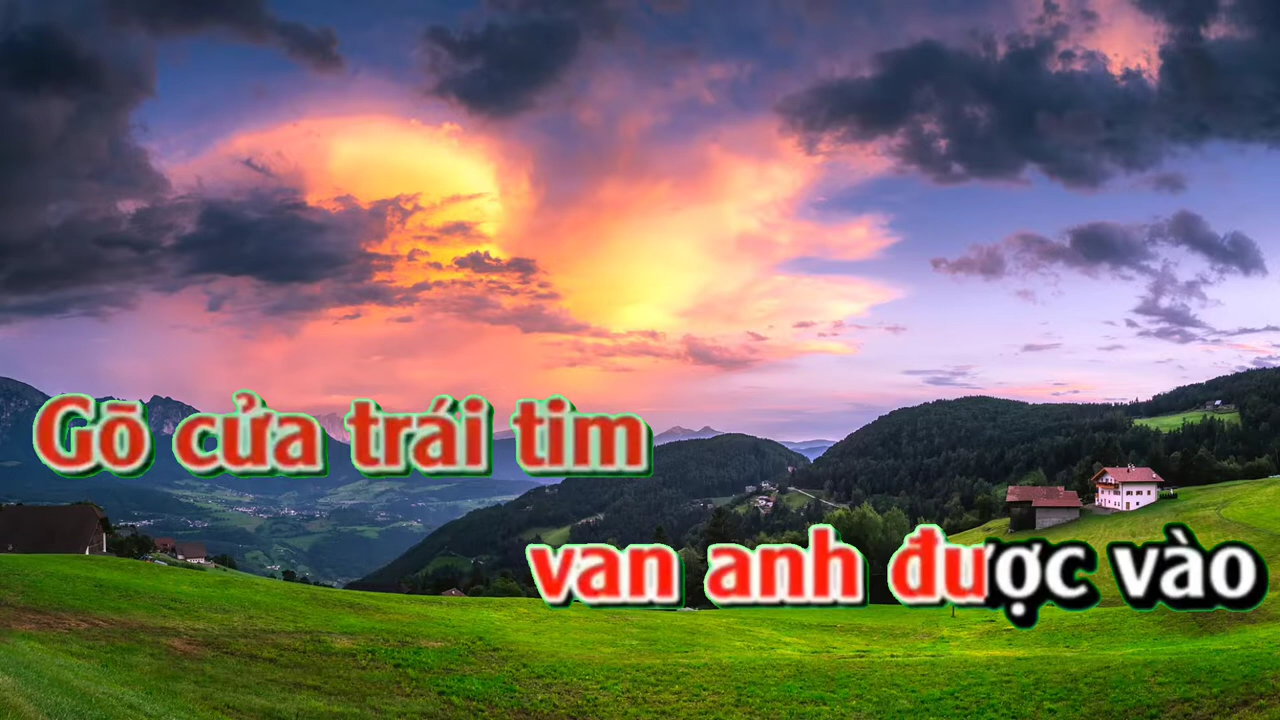 Gõ cửa trái tim
van anh được vào